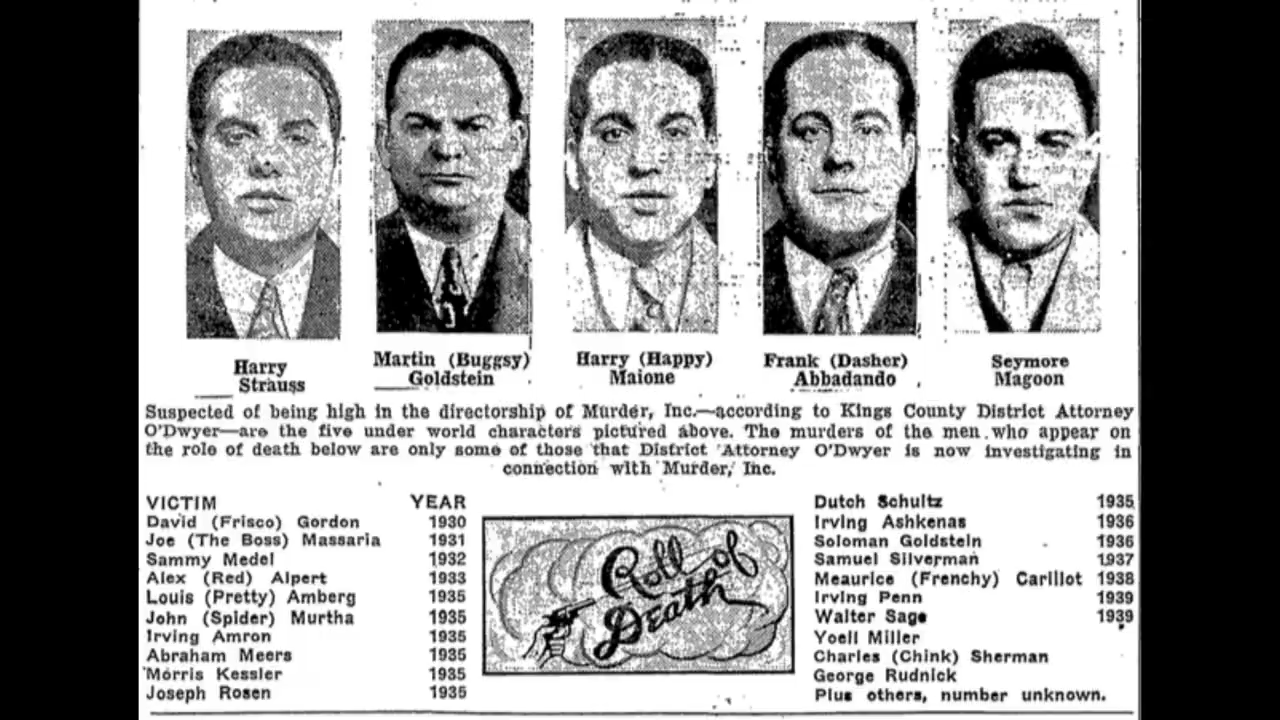 Harry
Strauss
Martin (Buggsy)
Goldstein
Harry (Happy)
Maione
Frank (Dasher)
Abbadando
Seymore
Magoon
Suspected of being high in the directorship of Murder, Inc.—according to Kings County District Attorney
O'Dwyer—are the five under world characters pictured above. The murders of the men who appear on
the role of death below are only some of those that District Attorney O'Dwyer is now investigating in
connection with Murder, Inc.
VICTIM YEAR
David (Frisco) Gordon 1930
Joe (The Boss) Massaria 1931
Sammy Medel 1932
Alex (Red) Alpert 1933
Louis (Pretty) Amberg 1935
John (Spider) Murtha 1935
Irving Amron 1935
Abraham Meers 1935
Morris Kessler 1935
Joseph Rosen 1935
Roll of
Death
Dutch Schultz 1935
Irving Ashkenas 1936
Soloman Goldstein 1936
Samuel Silverman 1937
Meaurice (Frenchy) Carillot 1938
Irving Penn 1939
Walter Sage 1939
Yoell Miller
Charles (Chink) Sherman
George Rudnick
Plus others, number unknown.